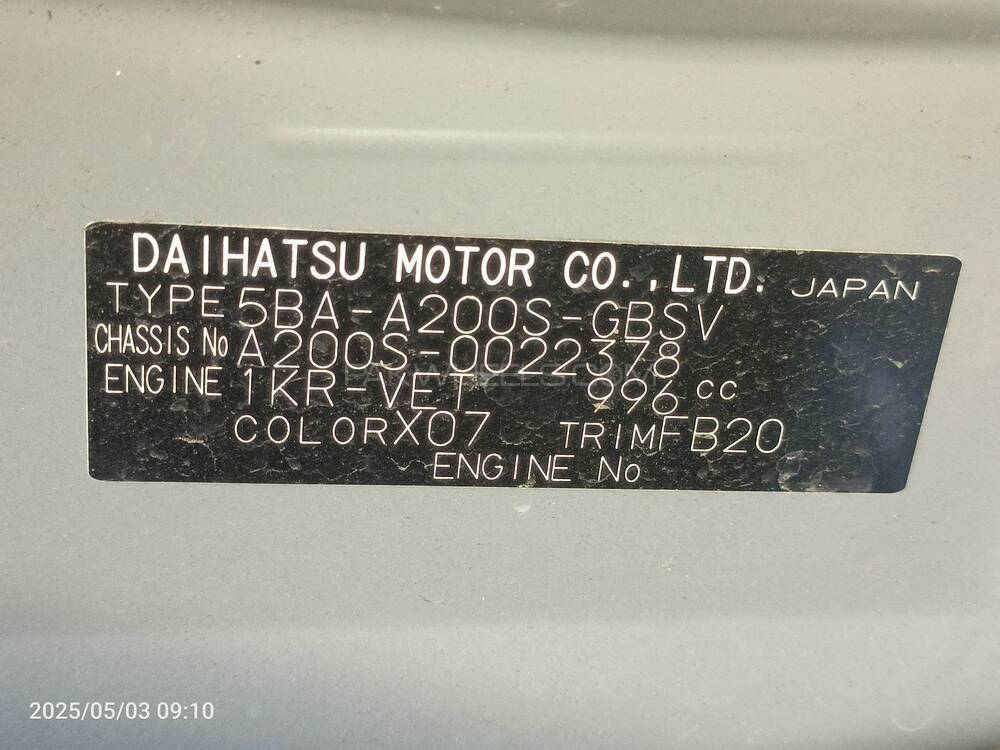 DAIHATSU MOTOR CO.,LTD. JAPAN
TYPE 5BA-A200S-GBSV
CHASSIS No A200S-0022378
ENGINE 1KR-VET 996 cc
COLOR X07 TRIM FB20
ENGINE No
2025/05/03 09:10